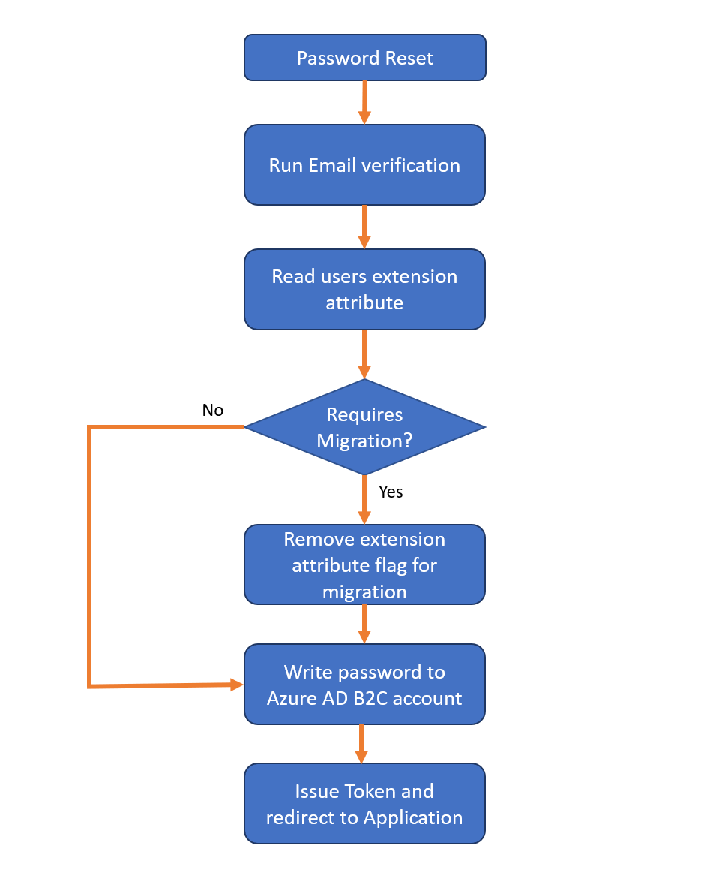 Password Reset
Run Email verification
Read users extension
attribute
Requires
Migration?
No
Yes
Remove extension
attribute flag for
migration
Write password to
Azure AD B2C account
Issue Token and
redirect to Application